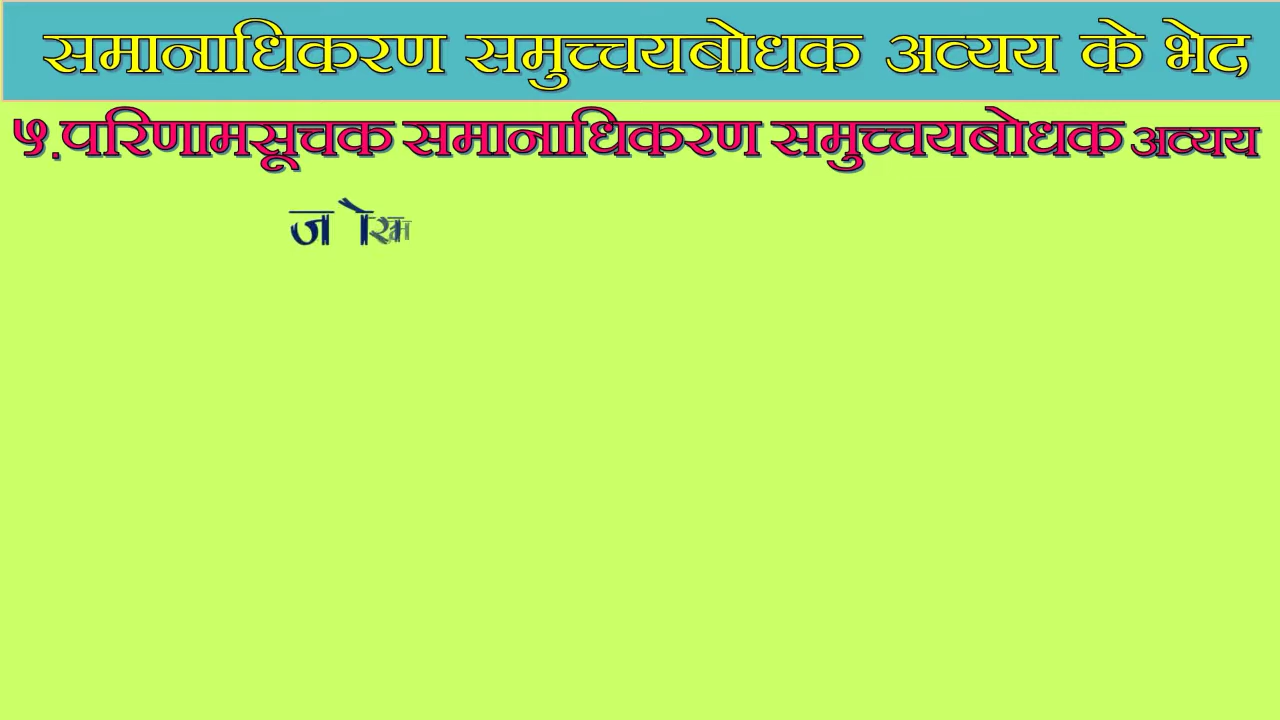 समानाधिकरण समुच्चयबोधक अव्यय के भेद
५.परिणामसूचक समानाधिकरण समुच्चयबोधक अव्यय